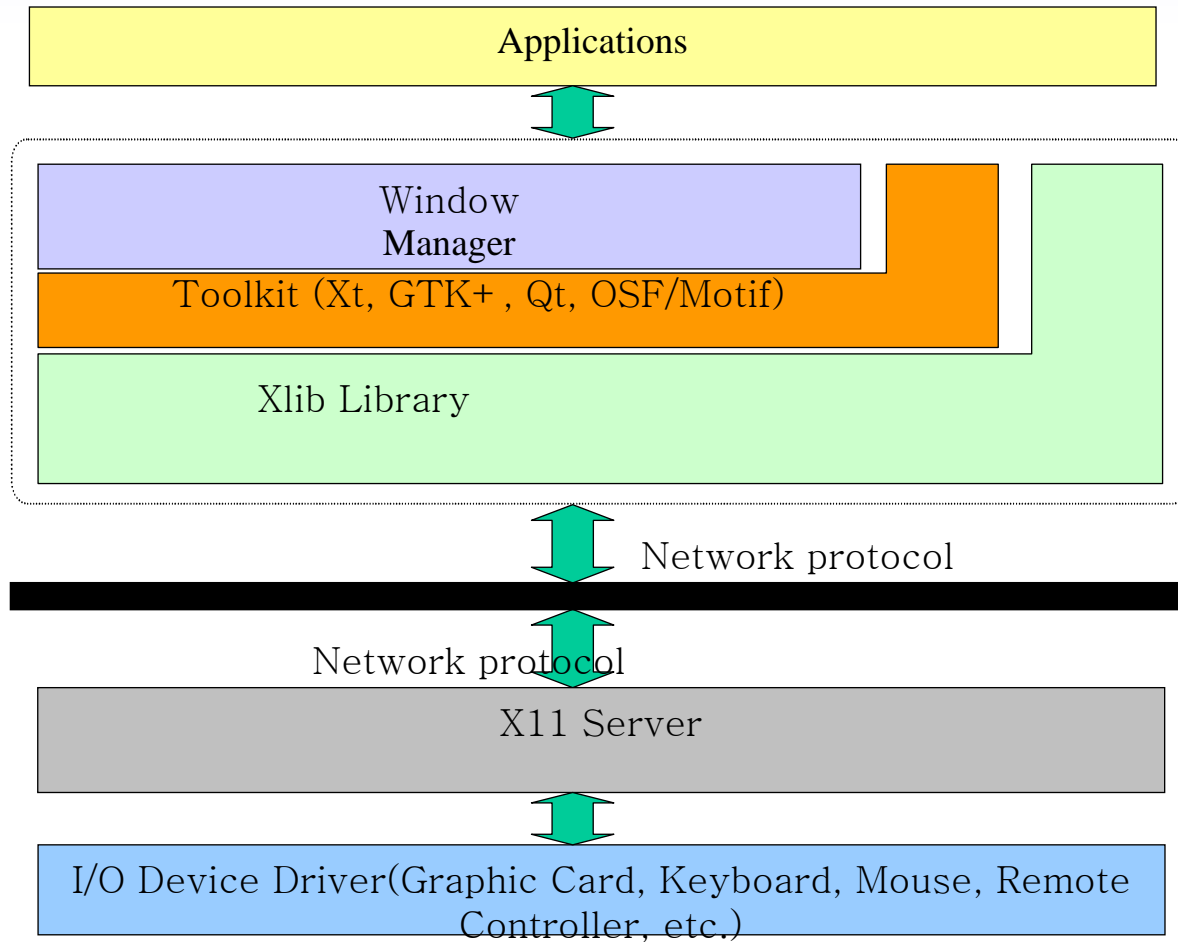 Applications
Window
Manager
Toolkit (Xt, GTK+ , Qt, OSF/Motif)
Xlib Library
Network protocol
Network protocol
X11 Server
I/O Device Driver(Graphic Card, Keyboard, Mouse, Remote
Controller, etc.)